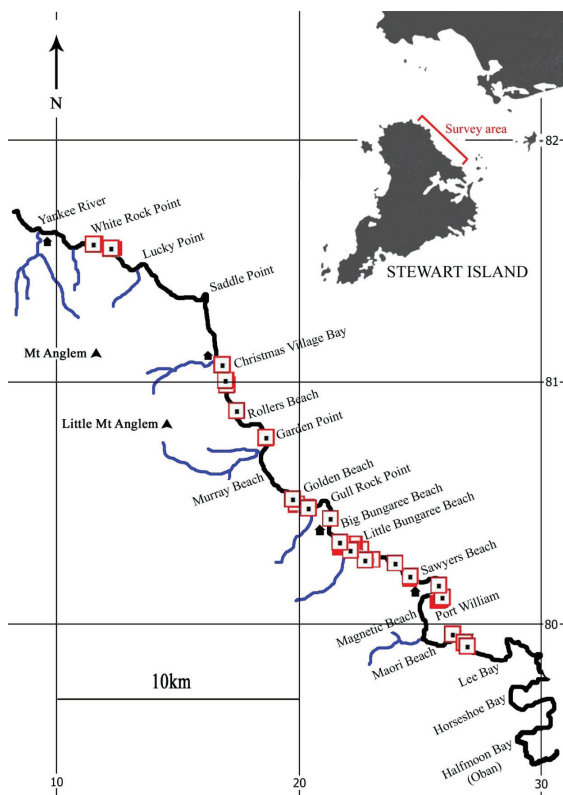 N
82
Survey area
STEWART ISLAND
Yankee River
White Rock Point
Lucky Point
Saddle Point
Mt Anglem
Christmas Village Bay
81
Rollers Beach
Little Mt Anglem
Garden Point
Murray Beach
Golden Beach
Gull Rock Point
Big Bungaree Beach
Little Bungaree Beach
Sawyers Beach
Port William
80
Magnetic Beach
Maori Beach
Lee Bay
10km
Horseshoe Bay
Halfmoon Bay
(Oban)
10
20
30